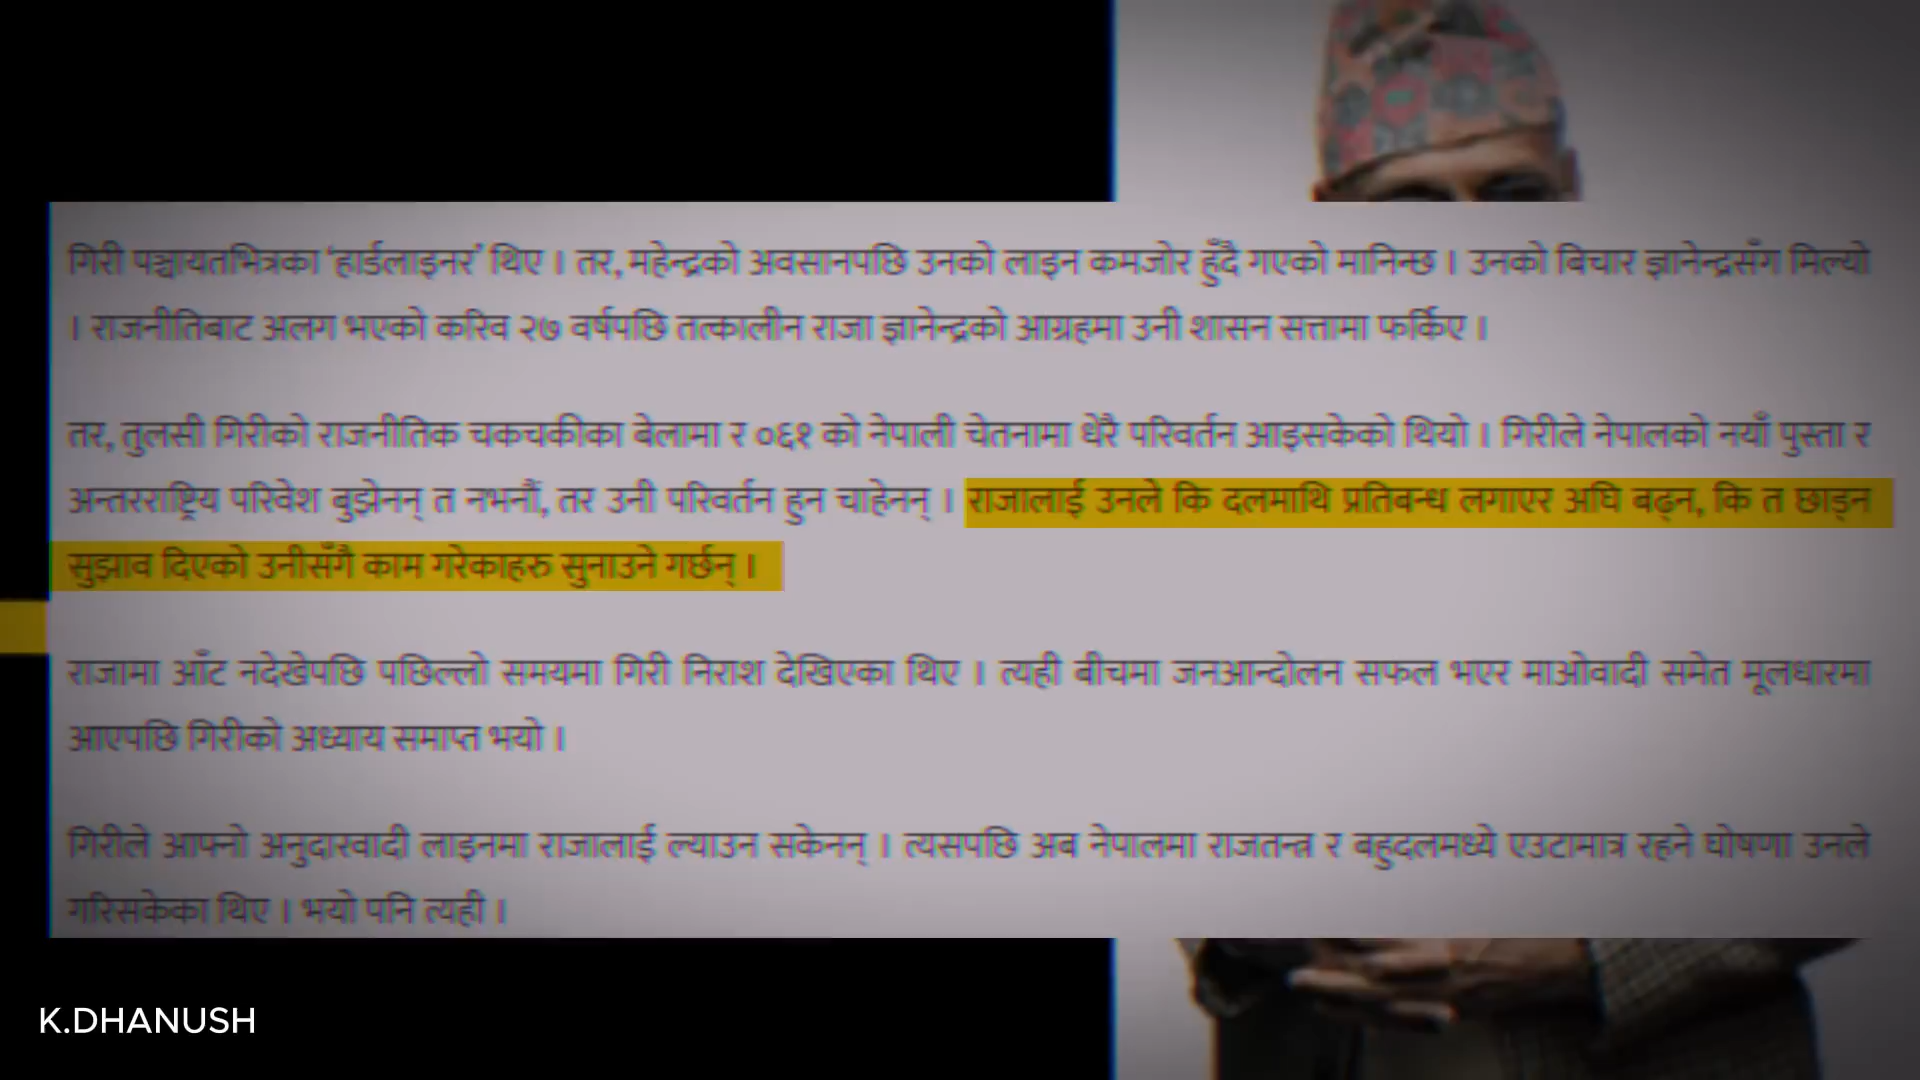 गिरी पञ्चायतभित्रका ‘हार्डलाइनर’ थिए । तर, महेन्द्रको अवसानपछि उनको लाइन कमजोर हुँदै गएको मानिन्छ । उनको बिचार ज्ञानेन्द्रसँग मिल्यो
। राजनीतिबाट अलग भएको करिव २७ वर्षपछि तत्कालीन राजा ज्ञानेन्द्रको आग्रहमा उनी शासन सत्तामा फर्किए ।
तर, तुलसी गिरीको राजनीतिक चकचकीका बेलामा र ०६१ को नेपाली चेतनामा धेरै परिवर्तन आइसकेको थियो । गिरीले नेपालको नयाँ पुस्ता र
अन्तरराष्ट्रिय परिवेश बुझेनन् त नभनौं, तर उनी परिवर्तन हुन चाहेनन् । राजालाई उनले कि दलमाथि प्रतिबन्ध लगाएर अघि बढ्न, कि त छाड्न
सुझाव दिएको उनीसँगै काम गरेकाहरु सुनाउने गर्छन् ।
राजामा आँट नदेखेपछि पछिल्लो समयमा गिरी निराश देखिएका थिए । त्यही बीचमा जनआन्दोलन सफल भएर माओवादी समेत मूलधारमा
आएपछि गिरीको अध्याय समाप्त भयो ।
गिरीले आफ्नो अनुदारवादी लाइनमा राजालाई ल्याउन सकेनन् । त्यसपछि अब नेपालमा राजतन्त्र र बहुदलमध्ये एउटामात्र रहने घोषणा उनले
गरिसकेका थिए । भयो पनि त्यही ।
K.DHANUSH